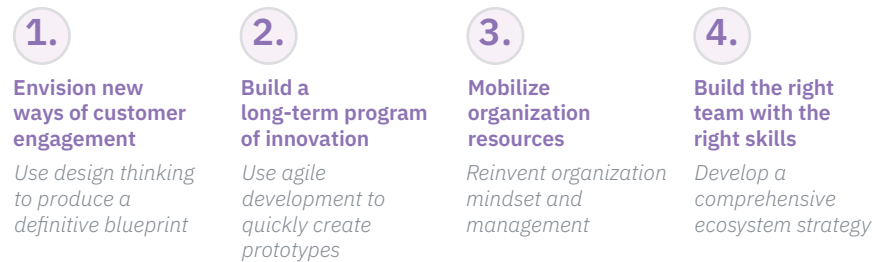 1.
Envision new
ways of customer
engagement
Use design thinking
to produce a
definitive blueprint
2.
Build a
long-term program
of innovation
Use agile
development to
quickly create
prototypes
3.
Mobilize
organization
resources
Reinvent organization
mindset and
management
4.
Build the right
team with the
right skills
Develop a
comprehensive
ecosystem strategy